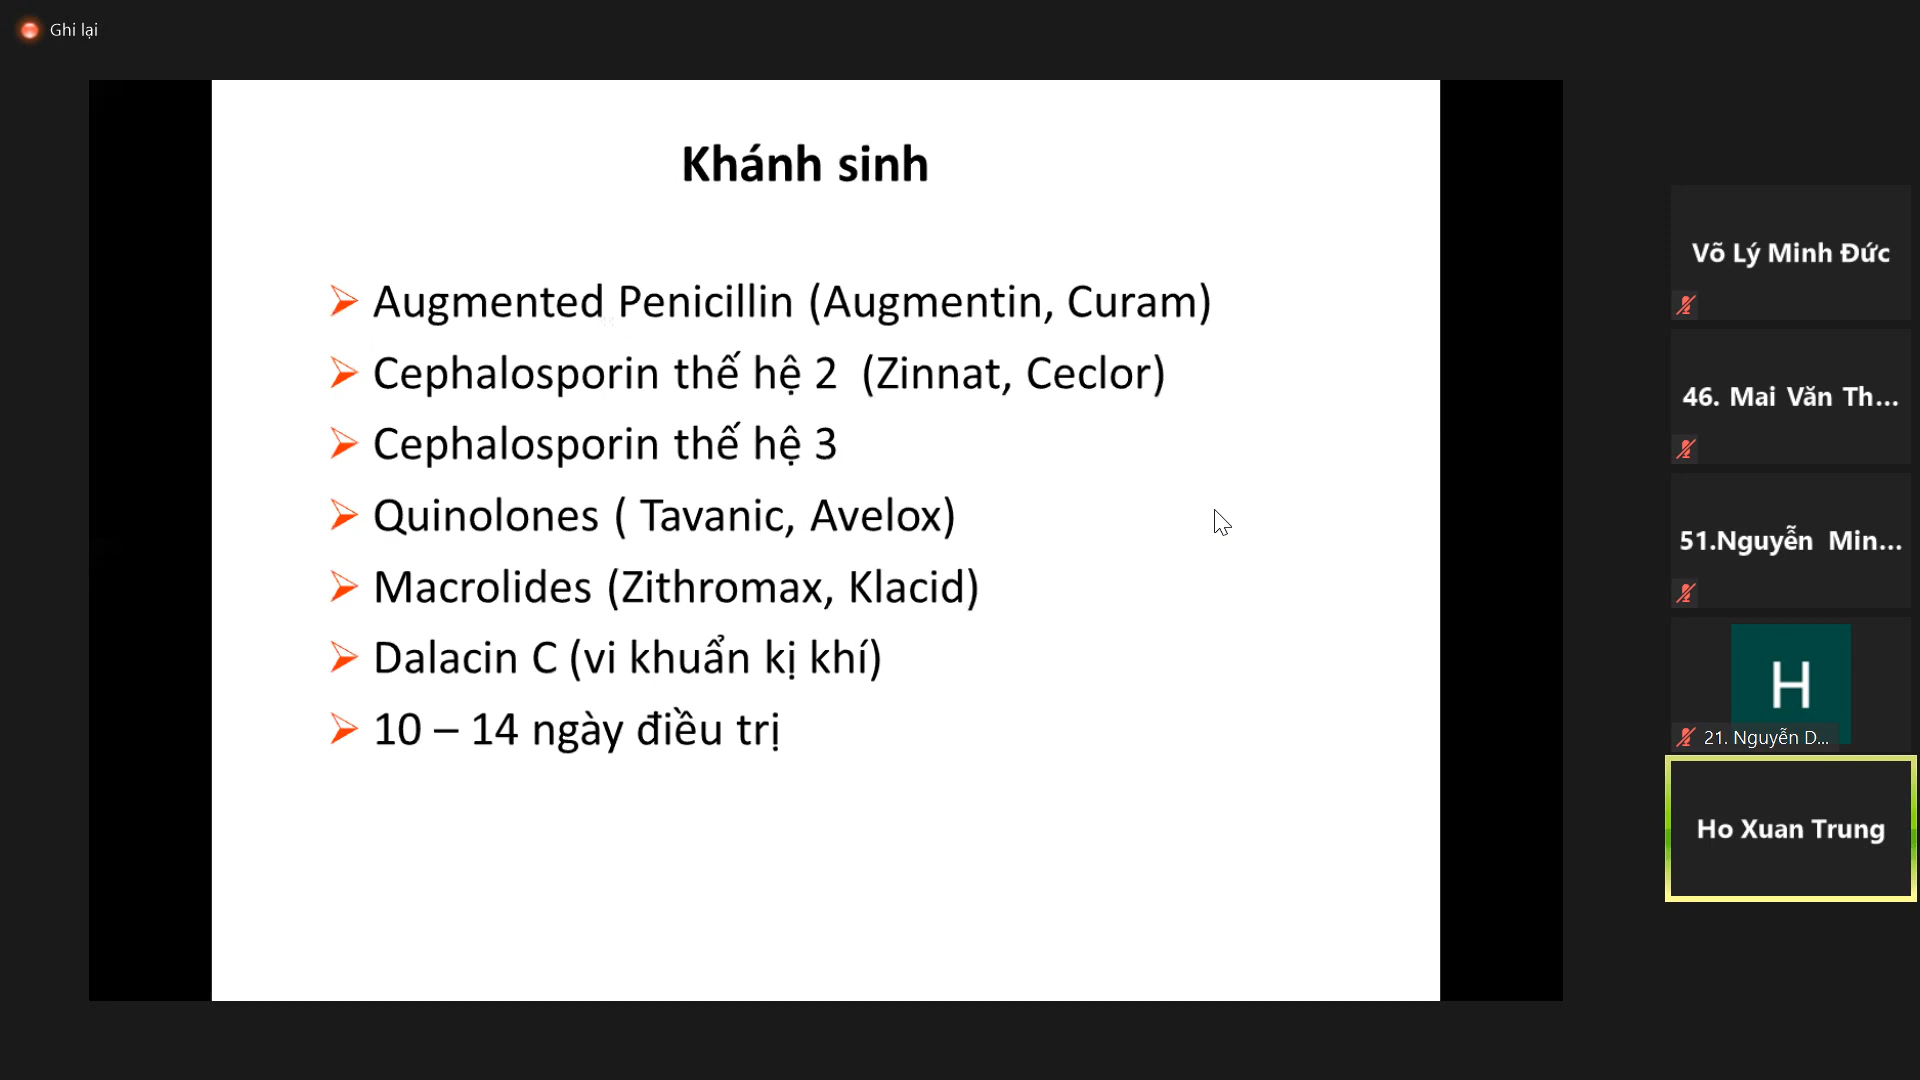 Ghi lại
Khánh sinh
Augmented Penicillin (Augmentin, Curam)
Cephalosporin thế hệ 2 (Zinnat, Ceclor)
Cephalosporin thế hệ 3
Quinolones ( Tavanic, Avelox)
Macrolides (Zithromax, Klacid)
Dalacin C (vi khuẩn kị khí)
10 – 14 ngày điều trị
Võ Lý Minh Đức
46. Mai Văn Th...
51.Nguyễn Min...
H
21. Nguyễn D...
Ho Xuan Trung